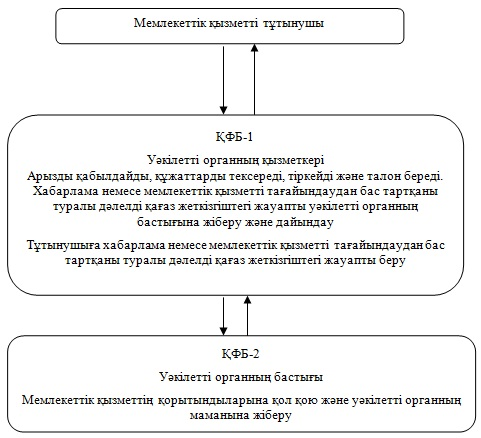 Мемлекеттік қызметті тұтынушы
ҚФБ-1
Уәкілетті органның қызметкері
Арызды қабылдайды, құжаттарды тексереді, тіркейді және талон береді.
Хабарлама немесе мемлекеттік қызметті тағайындаудан бас тартқаны
туралы дәлелді қағаз жеткізгіштегі жауапты уәкілетті органның
бастығына жіберу және дайындау
Тұтынушыға хабарлама немесе мемлекеттік қызметті тағайындаудан бас
тартқаны туралы дәлелді қағаз жеткізгіштегі жауапты беру
ҚФБ-2
Уәкілетті органның бастығы
Мемлекеттік қызметтің қорытындыларына қол қою және уәкілетті органның
маманына жіберу